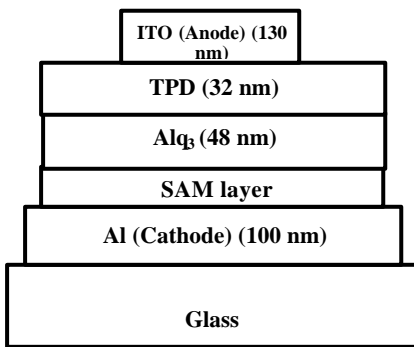 ITO (Anode) (130
nm)
TPD (32 nm)
Alq₃ (48 nm)
SAM layer
Al (Cathode) (100 nm)
Glass